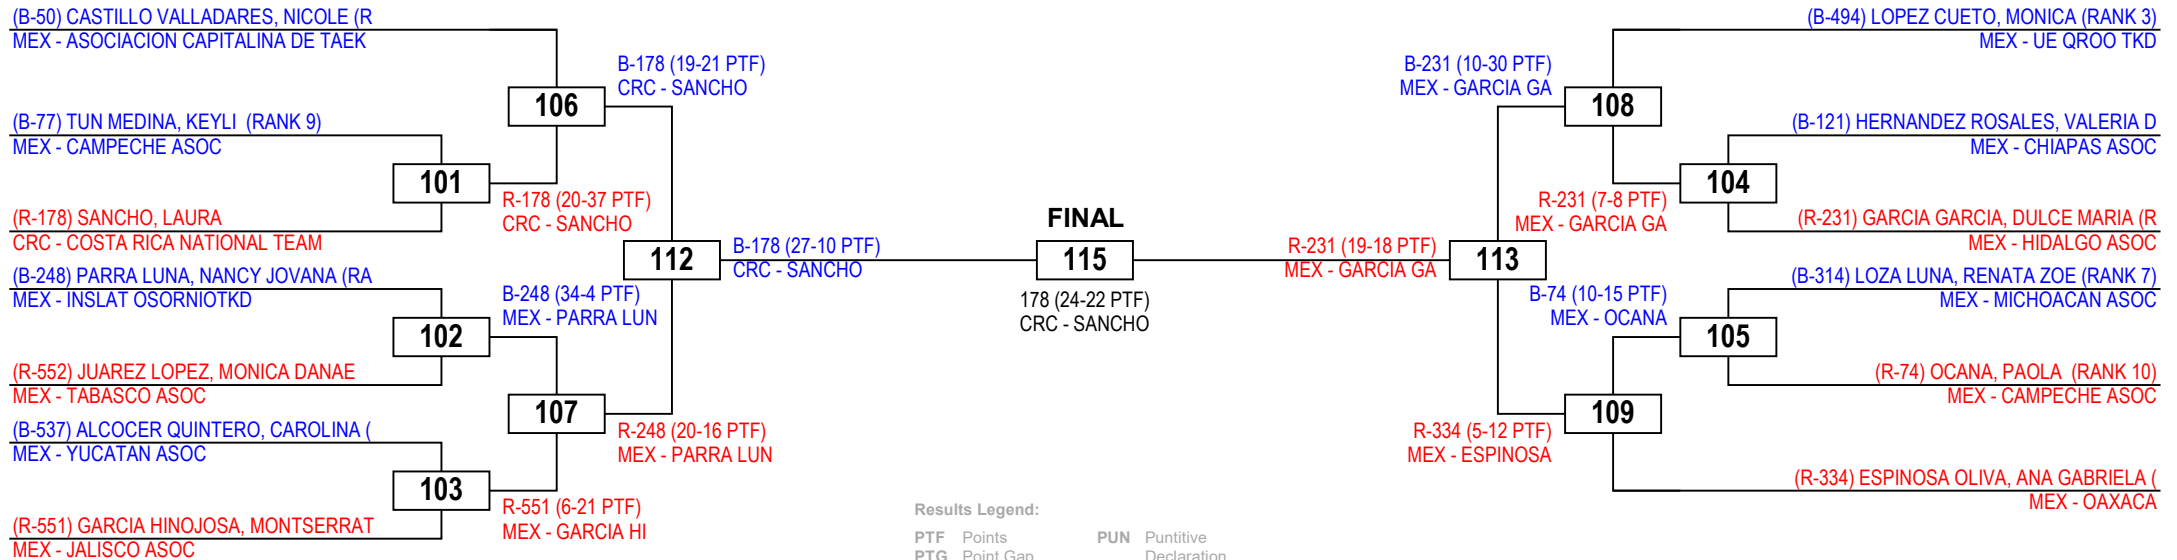 (B-50) CASTILLO VALLADARES, NICOLE (R
MEX - ASOCIACION CAPITALINA DE TAEK
(B-77) TUN MEDINA, KEYLI  (RANK 9)
MEX - CAMPECHE ASOC
(R-178) SANCHO, LAURA
CRC - COSTA RICA NATIONAL TEAM
(B-248) PARRA LUNA, NANCY JOVANA (RA
MEX - INSLAT OSORNIOTKD
(R-552) JUAREZ LOPEZ, MONICA DANAE
MEX - TABASCO ASOC
(B-537) ALCOCER QUINTERO, CAROLINA (
MEX - YUCATAN ASOC
(R-551) GARCIA HINOJOSA, MONTSERRAT
MEX - JALISCO ASOC
101
102
103
R-178 (20-37 PTF)
CRC - SANCHO
B-248 (34-4 PTF)
MEX - PARRA LUN
R-551 (6-21 PTF)
MEX - GARCIA HI
106
107
B-178 (19-21 PTF)
CRC - SANCHO
R-248 (20-16 PTF)
MEX - PARRA LUN
112
B-178 (27-10 PTF)
CRC - SANCHO
FINAL
115
178 (24-22 PTF)
CRC - SANCHO
R-231 (19-18 PTF)
MEX - GARCIA GA
113
B-231 (10-30 PTF)
MEX - GARCIA GA
R-334 (5-12 PTF)
MEX - ESPINOSA
108
109
R-231 (7-8 PTF)
MEX - GARCIA GA
B-74 (10-15 PTF)
MEX - OCANA
104
105
(B-494) LOPEZ CUETO, MONICA (RANK 3)
MEX - UE QROO TKD
(B-121) HERNANDEZ ROSALES, VALERIA D
MEX - CHIAPAS ASOC
(R-231) GARCIA GARCIA, DULCE MARIA (R
MEX - HIDALGO ASOC
(B-314) LOZA LUNA, RENATA ZOE (RANK 7)
MEX - MICHOACAN ASOC
(R-74) OCANA, PAOLA  (RANK 10)
MEX - CAMPECHE ASOC
(R-334) ESPINOSA OLIVA, ANA GABRIELA (
MEX - OAXACA
Results Legend:
PTF Points PUN Puntitive
PTG Point Gap Declaration